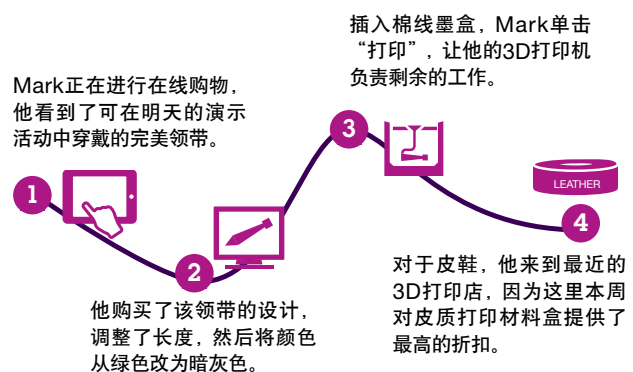 Mark正在进行在线购物，
他看到了可在明天的演示
活动中穿戴的完美领带。
1
2
他购买了该领带的设计，
调整了长度，然后将颜色
从绿色改为暗灰色。
插入棉线墨盒，Mark单击
“打印”，让他的3D打印机
负责剩余的工作。
3
LEATHER
4
对于皮鞋，他来到最近的
3D打印店，因为这里本周
对皮质打印材料盒提供了
最高的折扣。